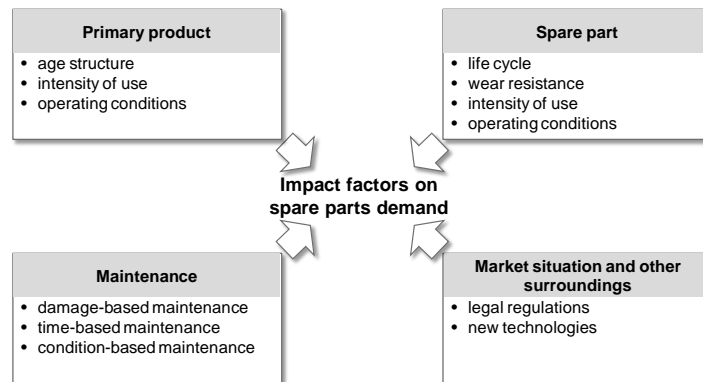 Primary product
• age structure
• intensity of use
• operating conditions
Spare part
• life cycle
• wear resistance
• intensity of use
• operating conditions
Impact factors on
spare parts demand
Maintenance
• damage-based maintenance
• time-based maintenance
• condition-based maintenance
Market situation and other
surroundings
• legal regulations
• new technologies